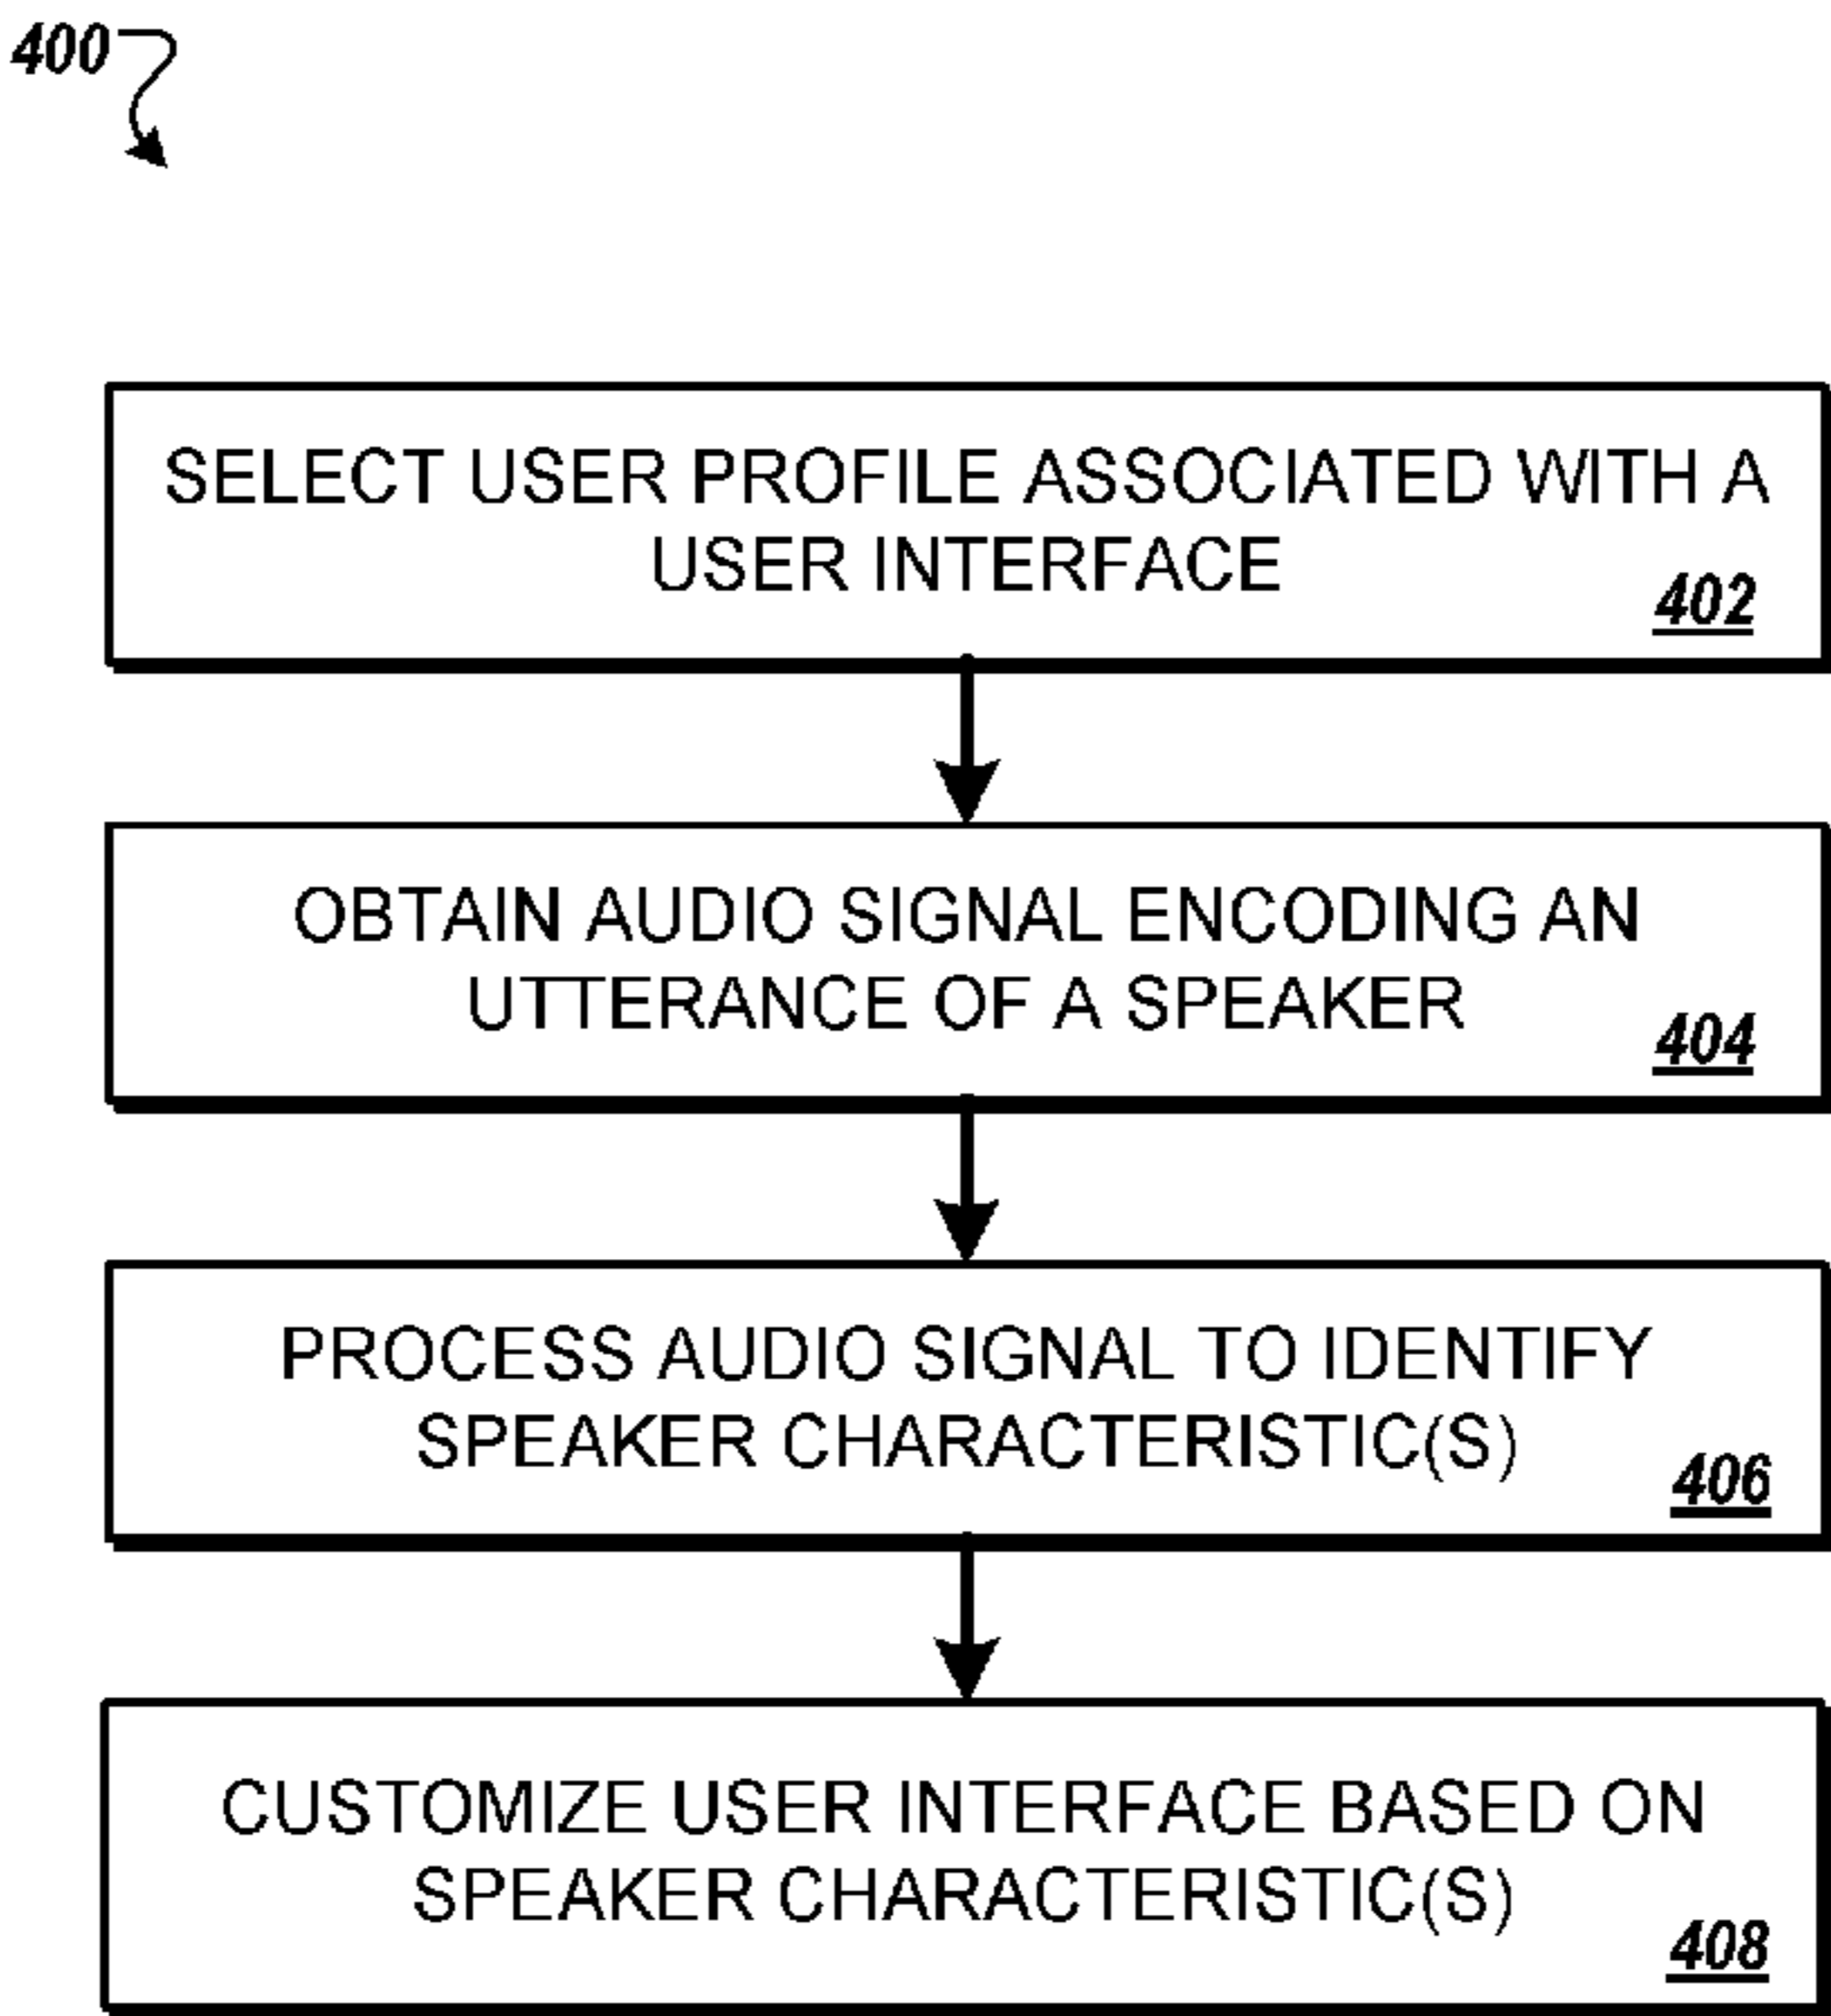 400
SELECT USER PROFILE ASSOCIATED WITH A
USER INTERFACE
402
OBTAIN AUDIO SIGNAL ENCODING AN
UTTERANCE OF A SPEAKER
404
PROCESS AUDIO SIGNAL TO IDENTIFY
SPEAKER CHARACTERISTIC(S)
406
CUSTOMIZE USER INTERFACE BASED ON
SPEAKER CHARACTERISTIC(S)
408